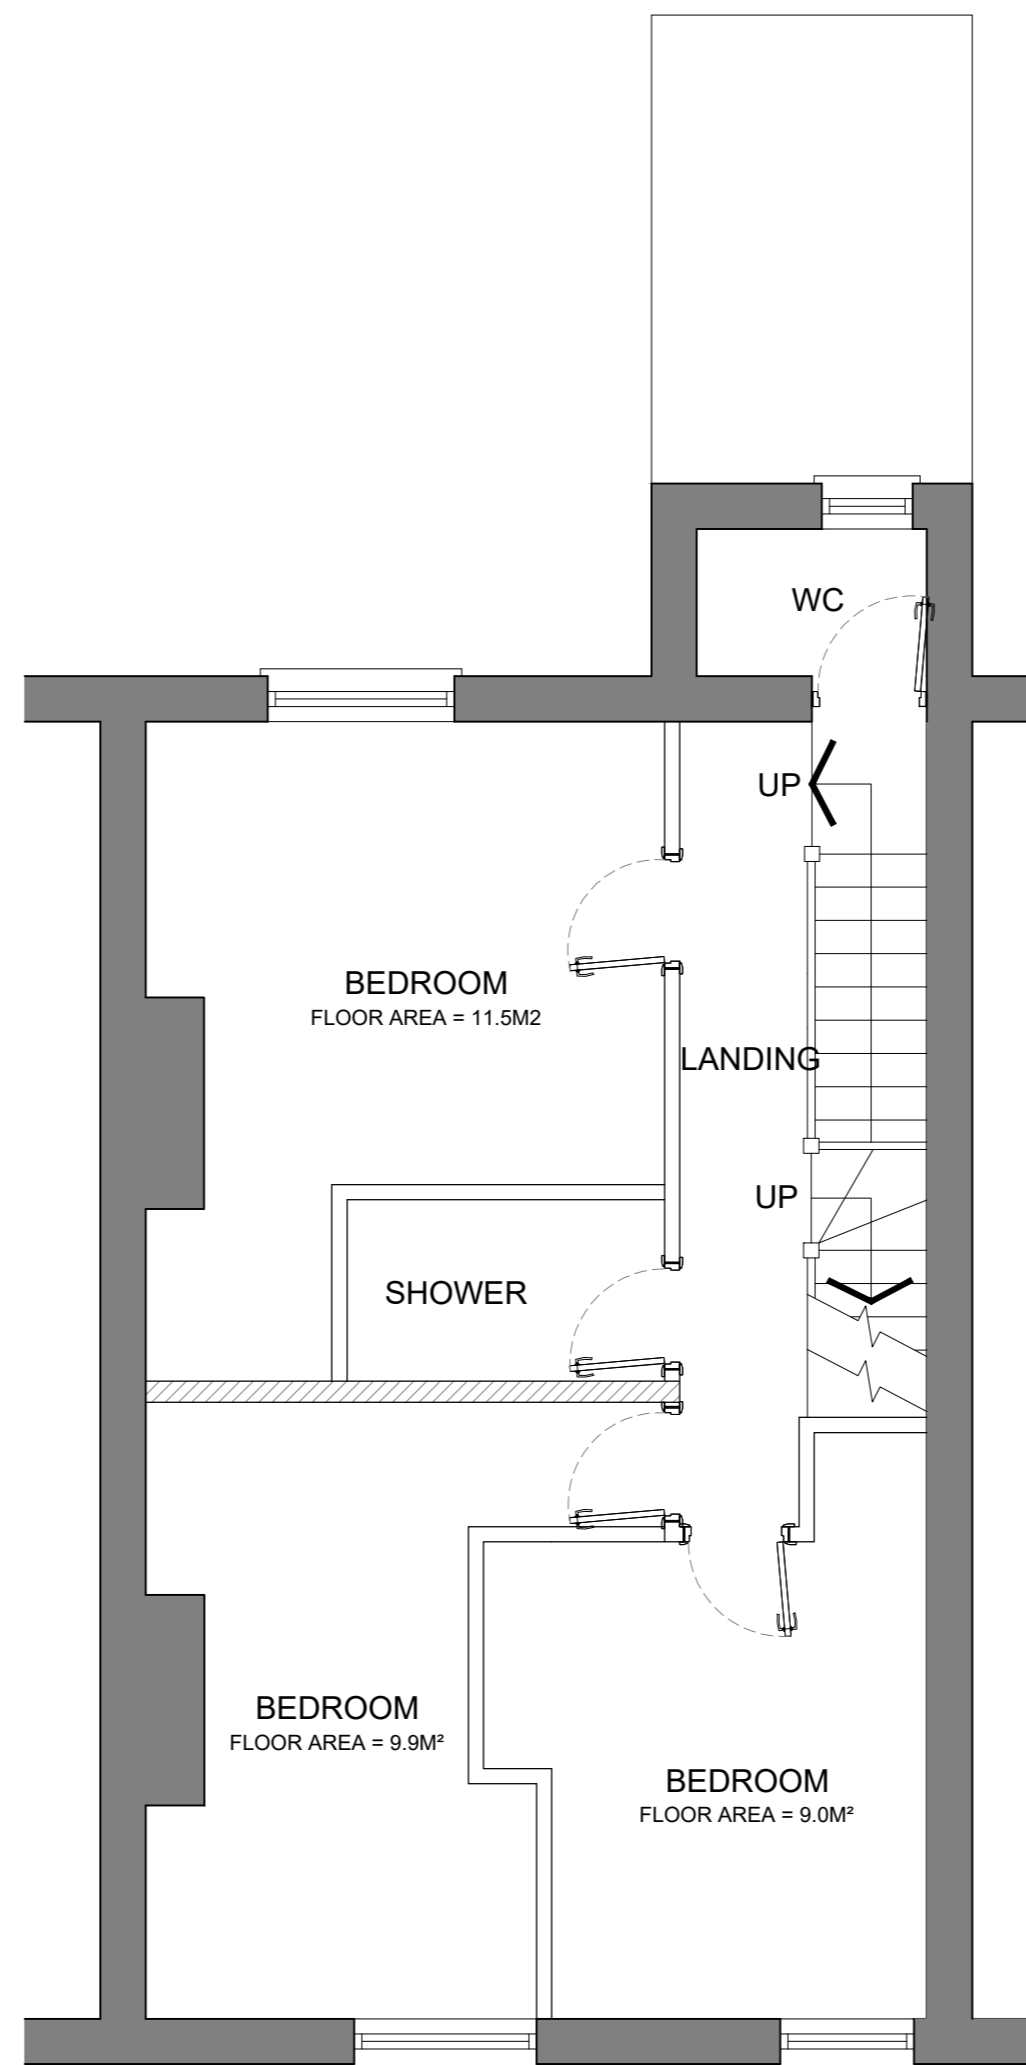 WC
UP
BEDROOM
FLOOR AREA = 11.5M2
LANDING
UP
SHOWER
BEDROOM
FLOOR AREA = 9.9M²
BEDROOM
FLOOR AREA = 9.0M²